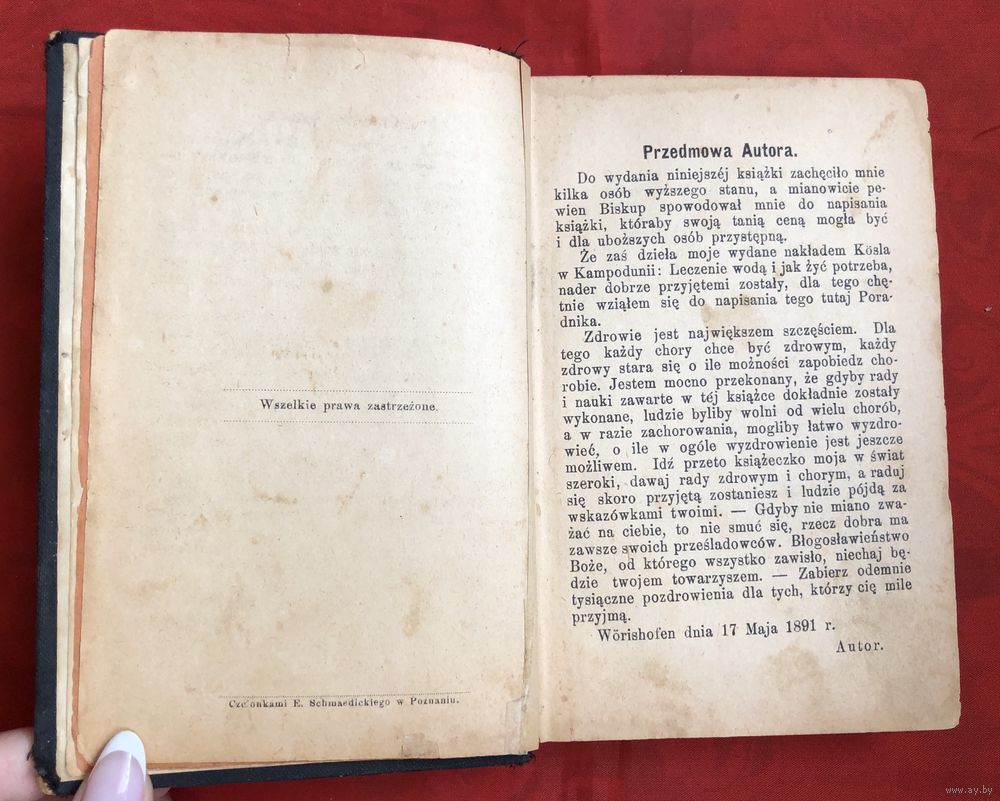 Wszelkie prawa zastrzeżone.
Czcionkami E. Schmaedickiego w Poznaniu.
Przedmowa Autora.
Do wydania niniejszéj książki zachęciło mnie
kilka osób wyższego stanu, a mianowicie pe-
wien Biskup spowodował mnie do napisania
książki, któraby swoją tanią ceną mogła być
i dla uboższych osób przystępną.
Że zaś dzieła moje wydane nakładem Kösla
w Kampodunii: Leczenie wodą i jak żyć potrzeba,
nader dobrze przyjętemi zostały, dla tego chę-
tnie wziąłem się do napisania tego tutaj Pora-
dnika.
Zdrowie jest największem szczęściem. Dla
tego każdy chory chce być zdrowym, każdy
zdrowy stara się o ile możności zapobiedz cho-
robie. Jestem mocno przekonany, że gdyby rady
i nauki zawarte w téj książce dokładnie zostały
wykonane, ludzie byliby wolni od wielu chorób,
a w razie zachorowania, mogliby łatwo wyzdro-
wieć, o ile w ogóle wyzdrowienie jest jeszcze
możliwem. Idź przeto książeczko moja w świat
szeroki, dawaj rady zdrowym i chorym, a raduj
się skoro przyjętą zostaniesz i ludzie pójdą za
wskazówkami twoimi. — Gdyby nie miano zwa-
żać na ciebie, to nie smuć się, rzecz dobra ma
zawsze swoich prześladowców. Błogosławieństwo
Boże, od którego wszystko zawisło, niechaj bę-
dzie twojem towarzyszem. — Zabierz odemnie
tysiączne pozdrowienia dla tych, którzy cię mile
przyjmą.
Wörishofen dnia 17 Maja 1891 r.
Autor.
www.ay.by